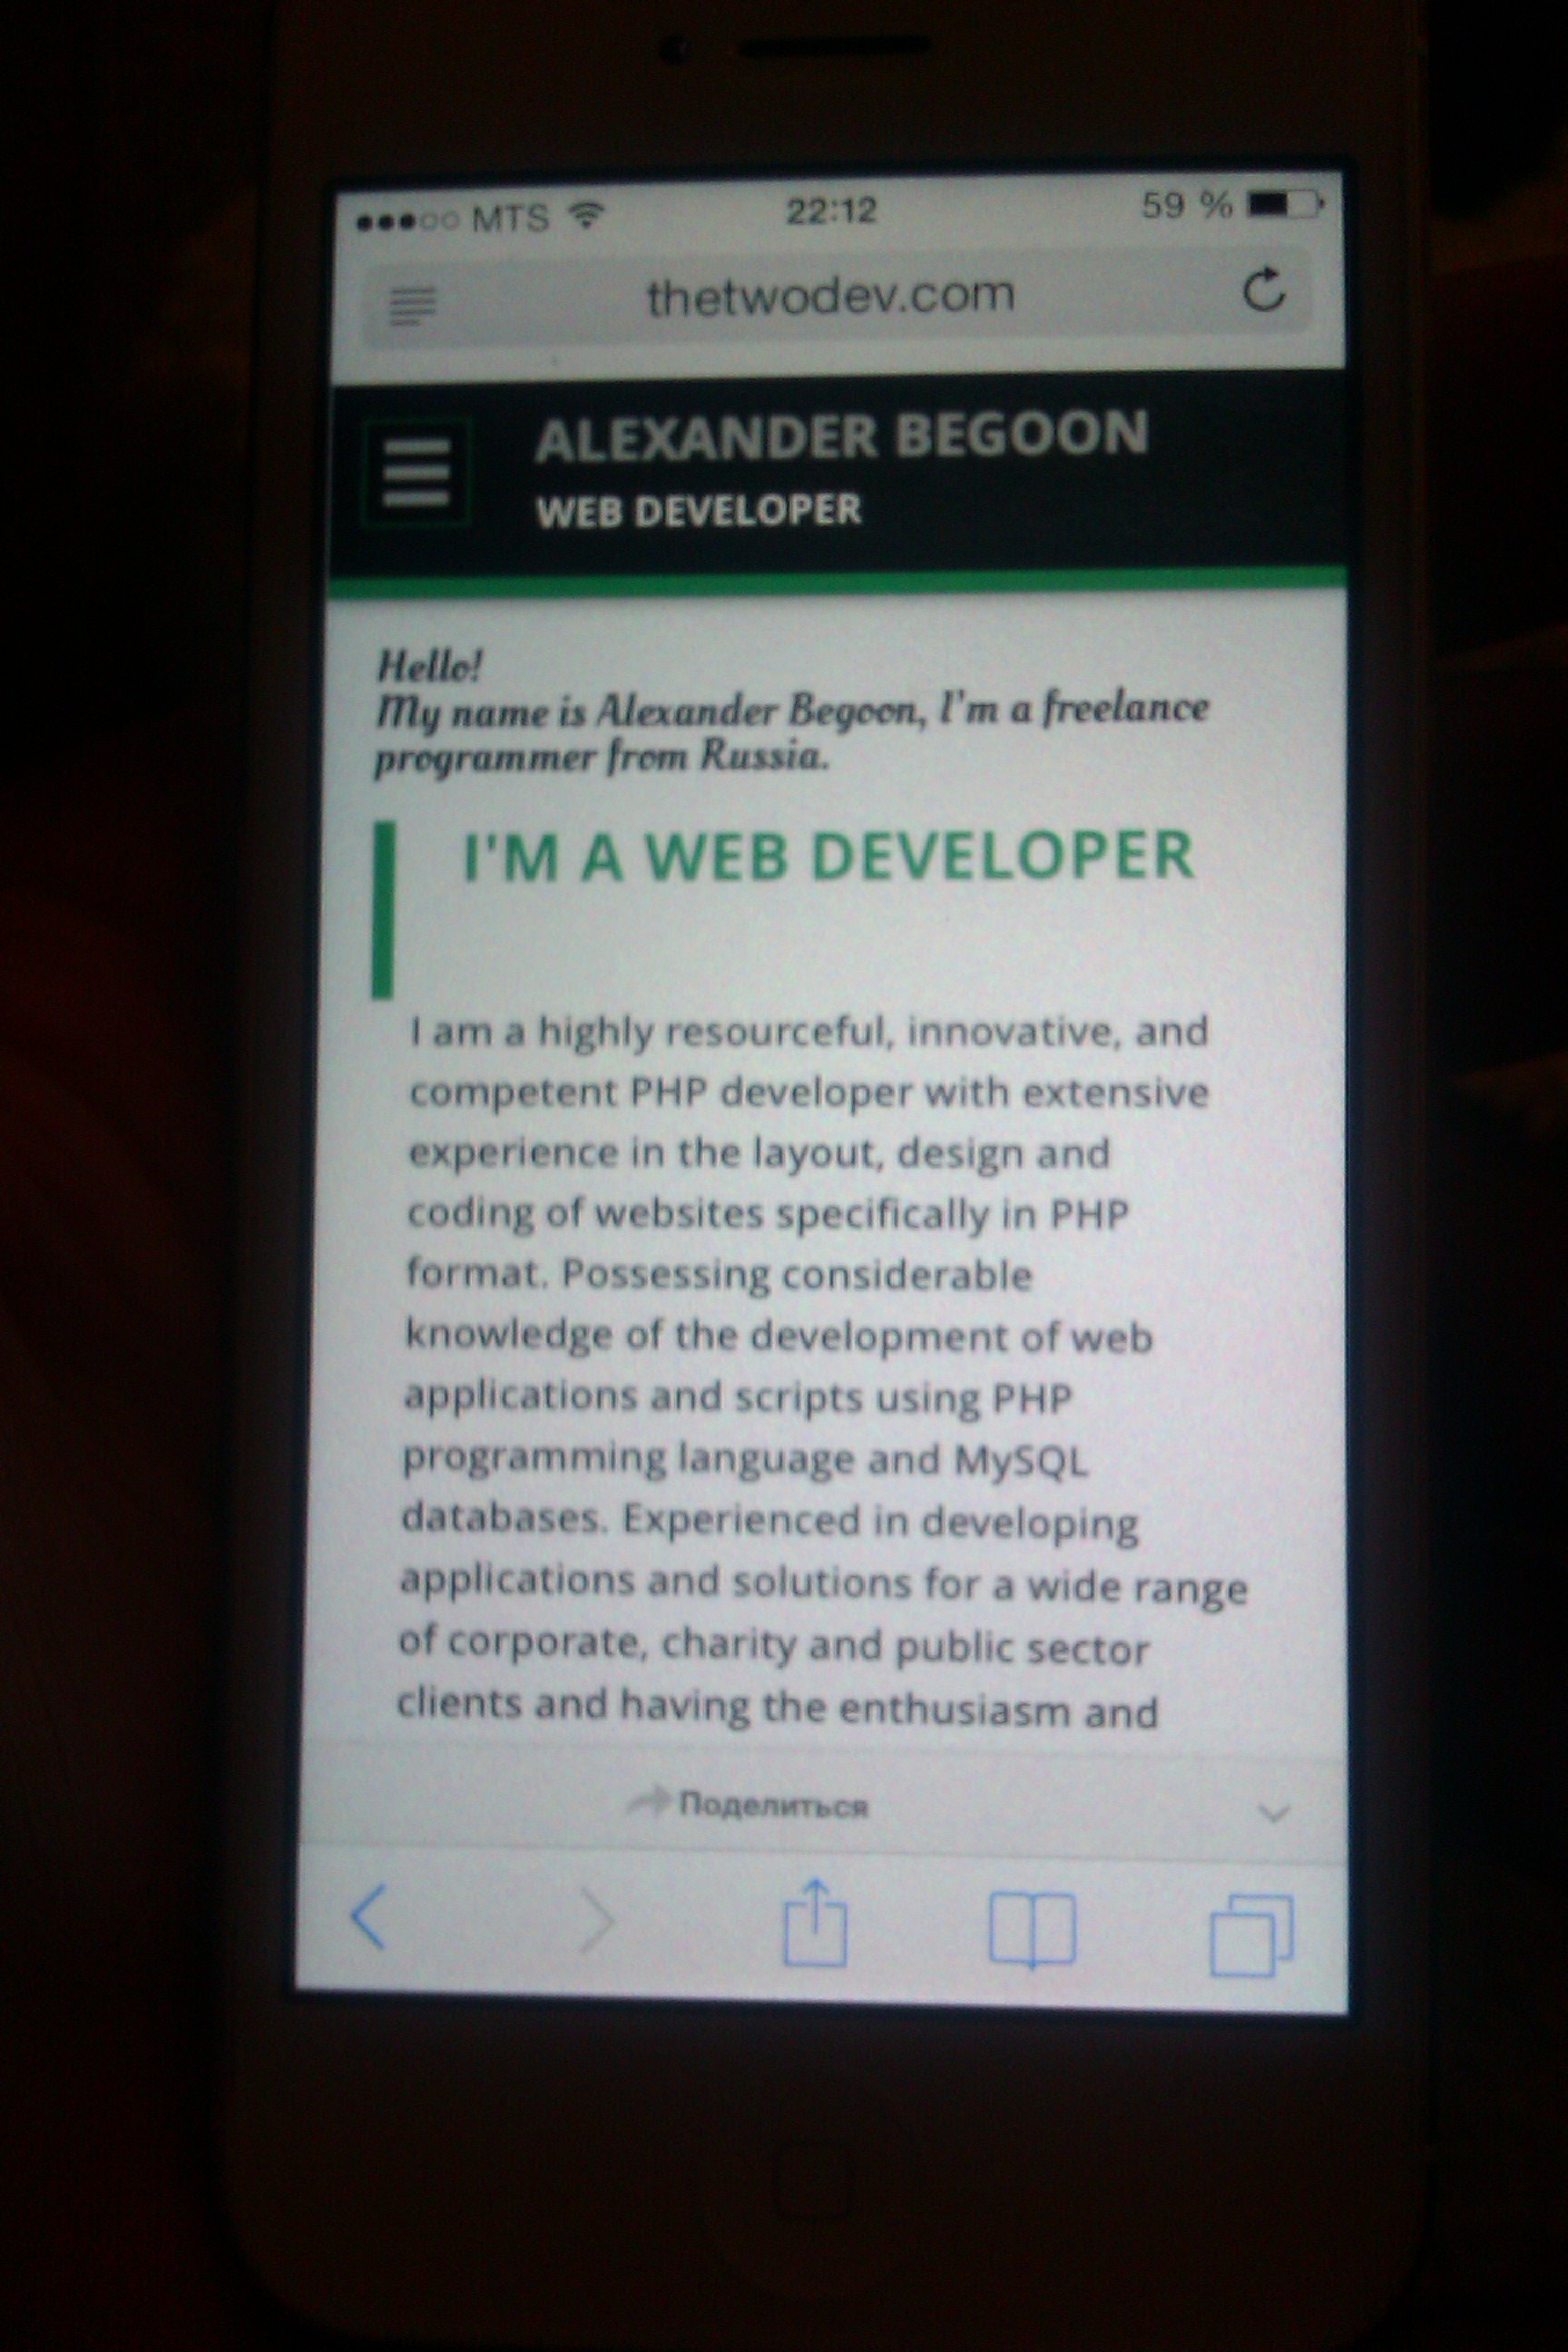 MTS 22:12 59 %
thetwodev.com
ALEXANDER BEGOON
WEB DEVELOPER
Hello!
My name is Alexander Begoon, I'm a freelance
programmer from Russia.
I'M A WEB DEVELOPER
I am a highly resourceful, innovative, and
competent PHP developer with extensive
experience in the layout, design and
coding of websites specifically in PHP
format. Possessing considerable
knowledge of the development of web
applications and scripts using PHP
programming language and MySQL
databases. Experienced in developing
applications and solutions for a wide range
of corporate, charity and public sector
clients and having the enthusiasm and
Поделиться